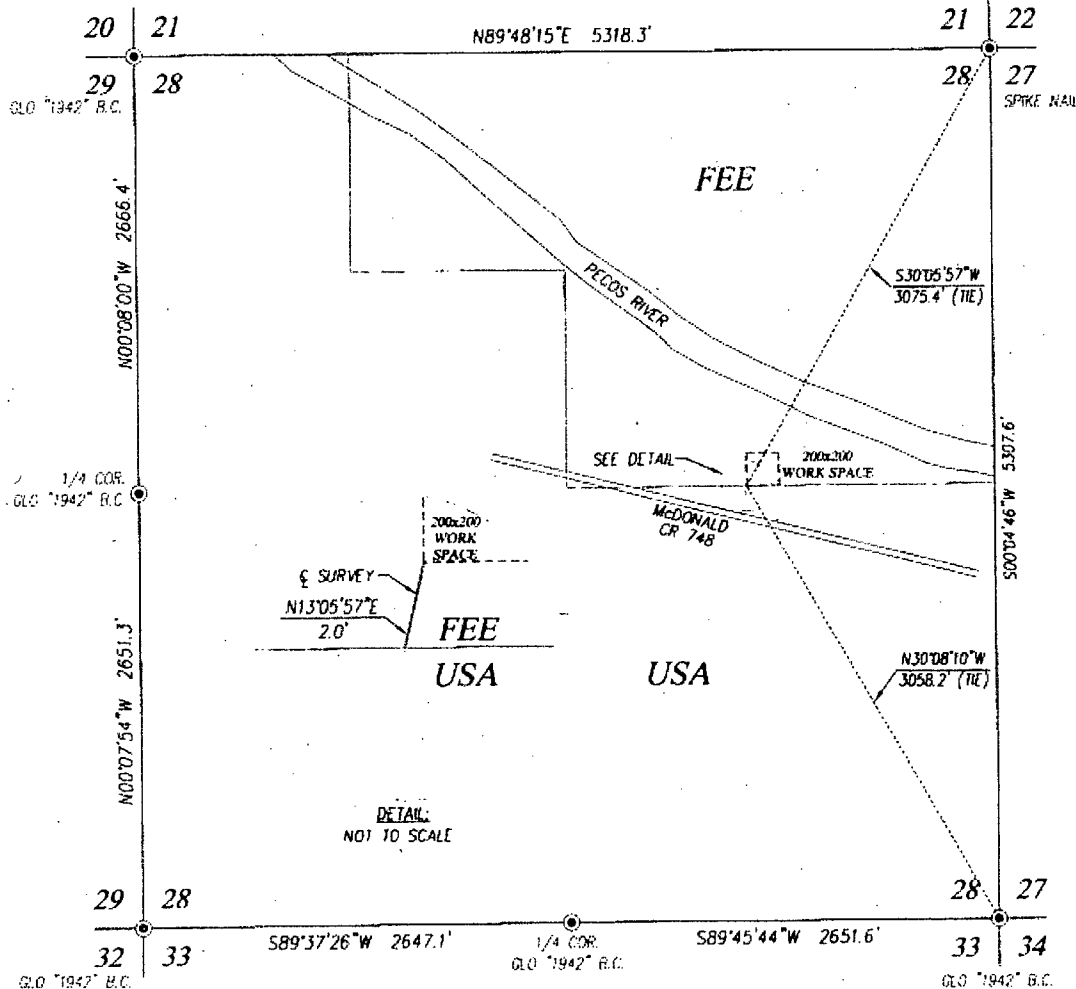 20 21
21 22
N89°48'15"E 5318.3'
29 28
28 27
GLO "1942" B.C.
SPIKE NAIL
FEE
N00°08'00"W 2666.4'
PECOS RIVER
S30°05'57"W
3075.4' (TIE)
SEE DETAIL
200x200
WORK SPACE
S00°04'46"W 5307.6'
1/4 COR.
GLO "1942" B.C.
McDONALD
CR 748
200x200
WORK
SPACE
℄ SURVEY
N13°05'57"E
2.0'
FEE
USA
USA
N30°08'10"W
3058.2' (TIE)
N00°07'54"W 2651.3'
DETAIL:
NOT TO SCALE
29 28
28 27
S89°37'26"W 2647.1'
1/4 COR.
GLO "1942" B.C.
S89°45'44"W 2651.6'
32 33
33 34
GLO "1942" B.C.
GLO "1942" B.C.